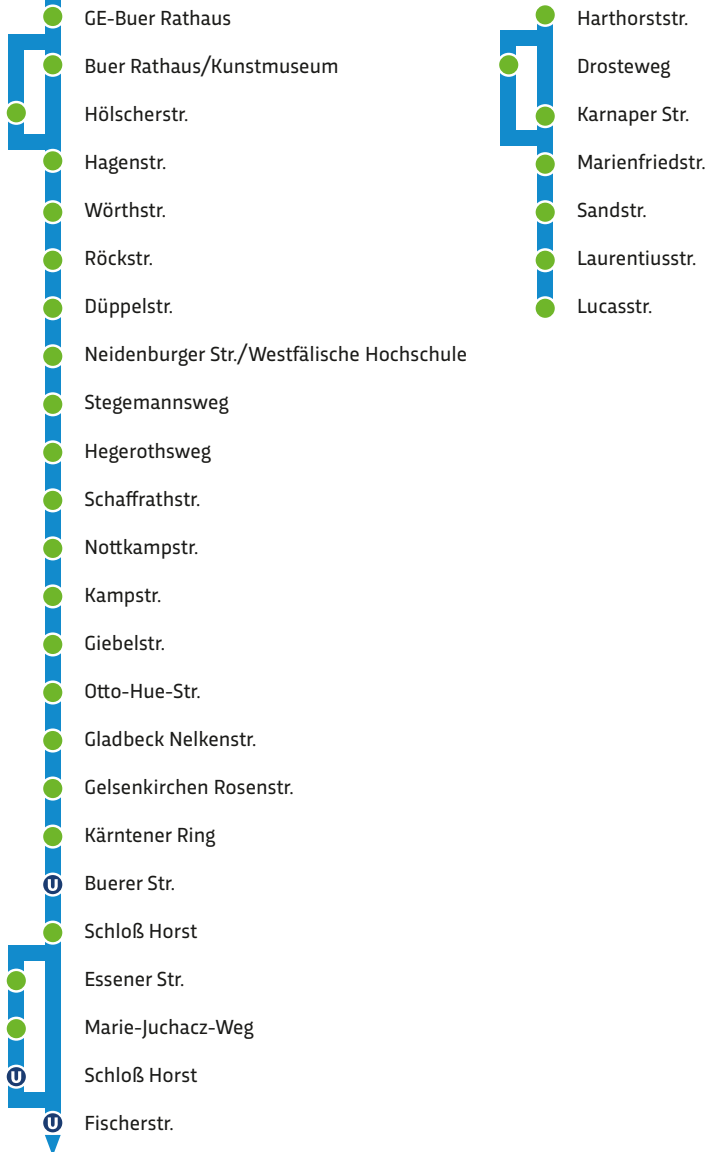 GE-Buer Rathaus
Buer Rathaus/Kunstmuseum
Hölscherstr.
Hagenstr.
Wörthstr.
Röckstr.
Düppelstr.
Neidenburger Str./Westfälische Hochschule
Stegemannsweg
Hegerothsweg
Schaffrathstr.
Nottkampstr.
Kampstr.
Giebelstr.
Otto-Hue-Str.
Gladbeck Nelkenstr.
Gelsenkirchen Rosenstr.
Kärntener Ring
U Buerer Str.
Schloß Horst
Essener Str.
Marie-Juchacz-Weg
U Schloß Horst
U Fischerstr.
Harthorststr.
Drosteweg
Karnaper Str.
Marienfriedstr.
Sandstr.
Laurentiusstr.
Lucasstr.